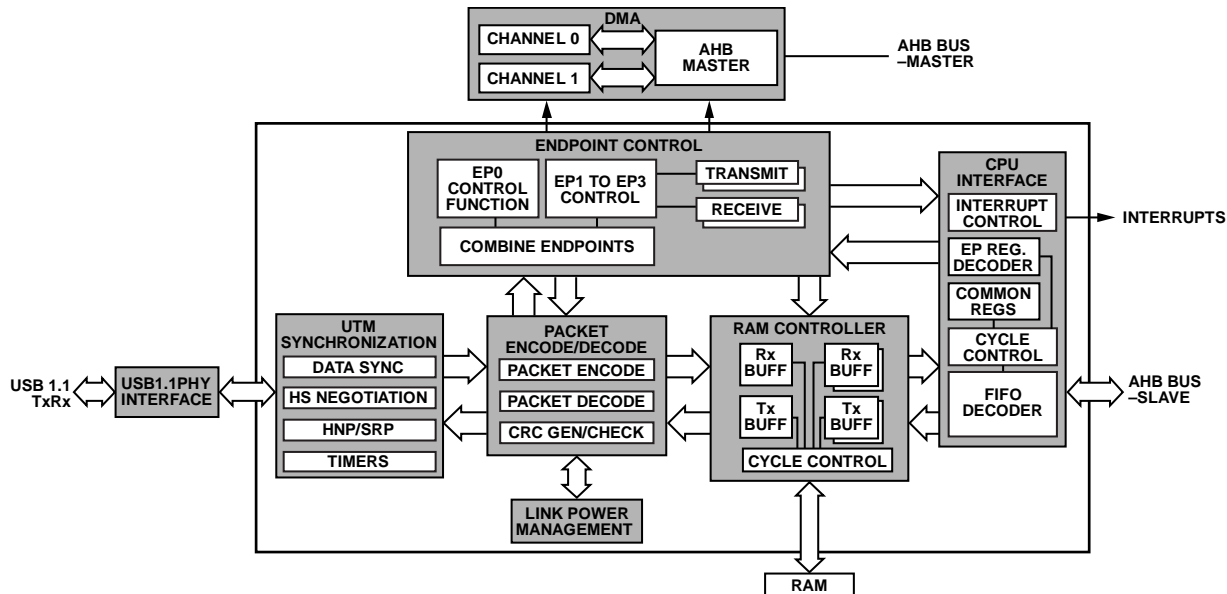 DMA
CHANNEL 0
CHANNEL 1
AHB
MASTER
AHB BUS
–MASTER
ENDPOINT CONTROL
EP0
CONTROL
FUNCTION
EP1 TO EP3
CONTROL
TRANSMIT
RECEIVE
COMBINE ENDPOINTS
CPU
INTERFACE
INTERRUPT
CONTROL
INTERRUPTS
EP REG.
DECODER
COMMON
REGS
CYCLE
CONTROL
FIFO
DECODER
AHB BUS
–SLAVE
UTM
SYNCHRONIZATION
DATA SYNC
HS NEGOTIATION
HNP/SRP
TIMERS
USB 1.1
TxRx
USB1.1PHY
INTERFACE
PACKET
ENCODE/DECODE
PACKET ENCODE
PACKET DECODE
CRC GEN/CHECK
LINK POWER
MANAGEMENT
RAM CONTROLLER
Rx
BUFF
Rx
BUFF
Tx
BUFF
Tx
BUFF
CYCLE CONTROL
RAM